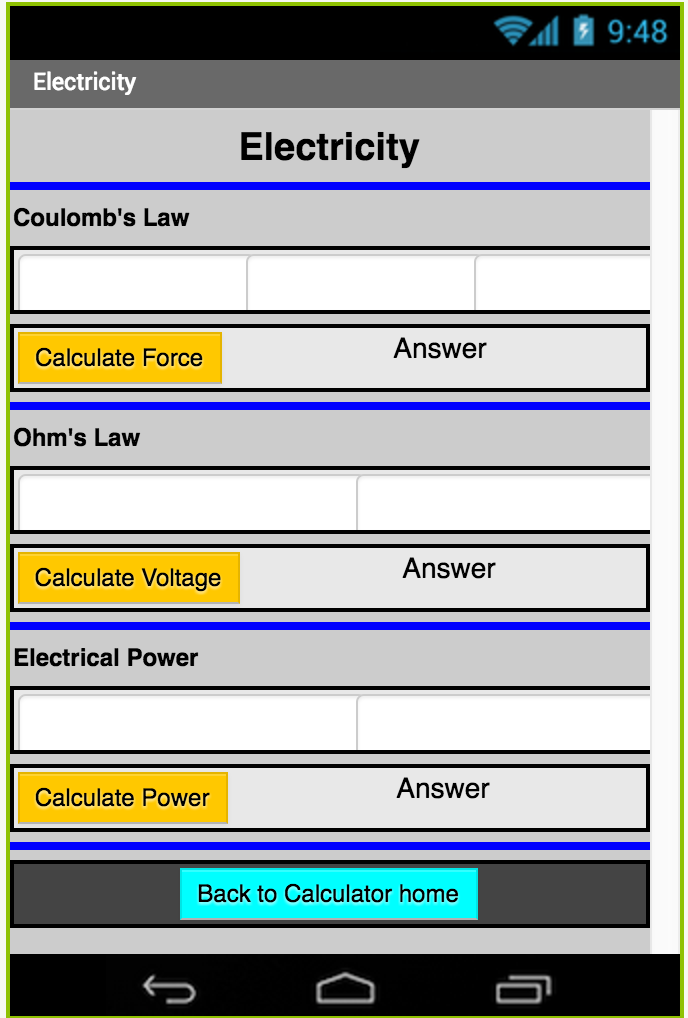 9:48
Electricity
Electricity
Coulomb's Law
Calculate Force Answer
Ohm's Law
Calculate Voltage Answer
Electrical Power
Calculate Power Answer
Back to Calculator home